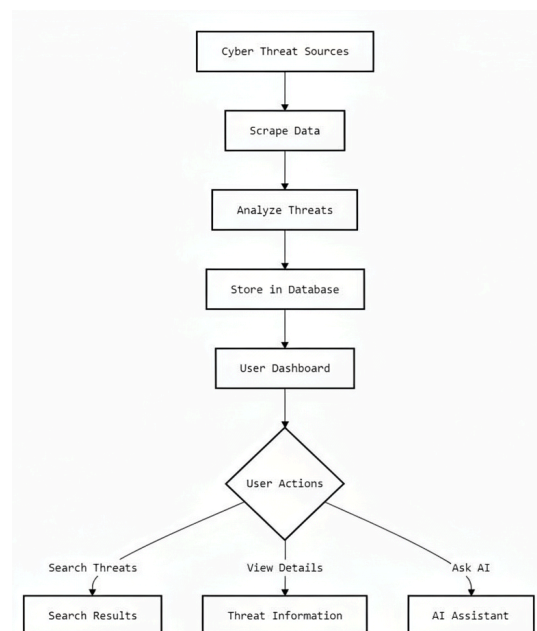 Cyber Threat Sources
Scrape Data
Analyze Threats
Store in Database
User Dashboard
User Actions
Search Threats
View Details
Ask AI
Search Results
Threat Information
AI Assistant